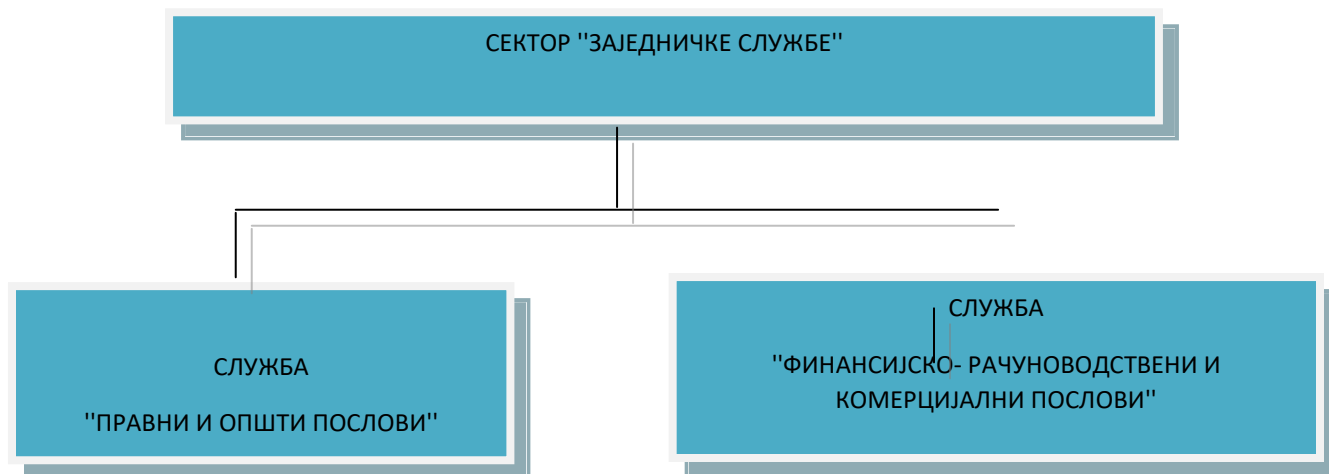 СЕКТОР ''ЗАЈЕДНИЧКЕ СЛУЖБЕ''
СЛУЖБА
''ПРАВНИ И ОПШТИ ПОСЛОВИ''
СЛУЖБА
''ФИНАНСИЈСКО- РАЧУНОВОДСТВЕНИ И
КОМЕРЦИЈАЛНИ ПОСЛОВИ''